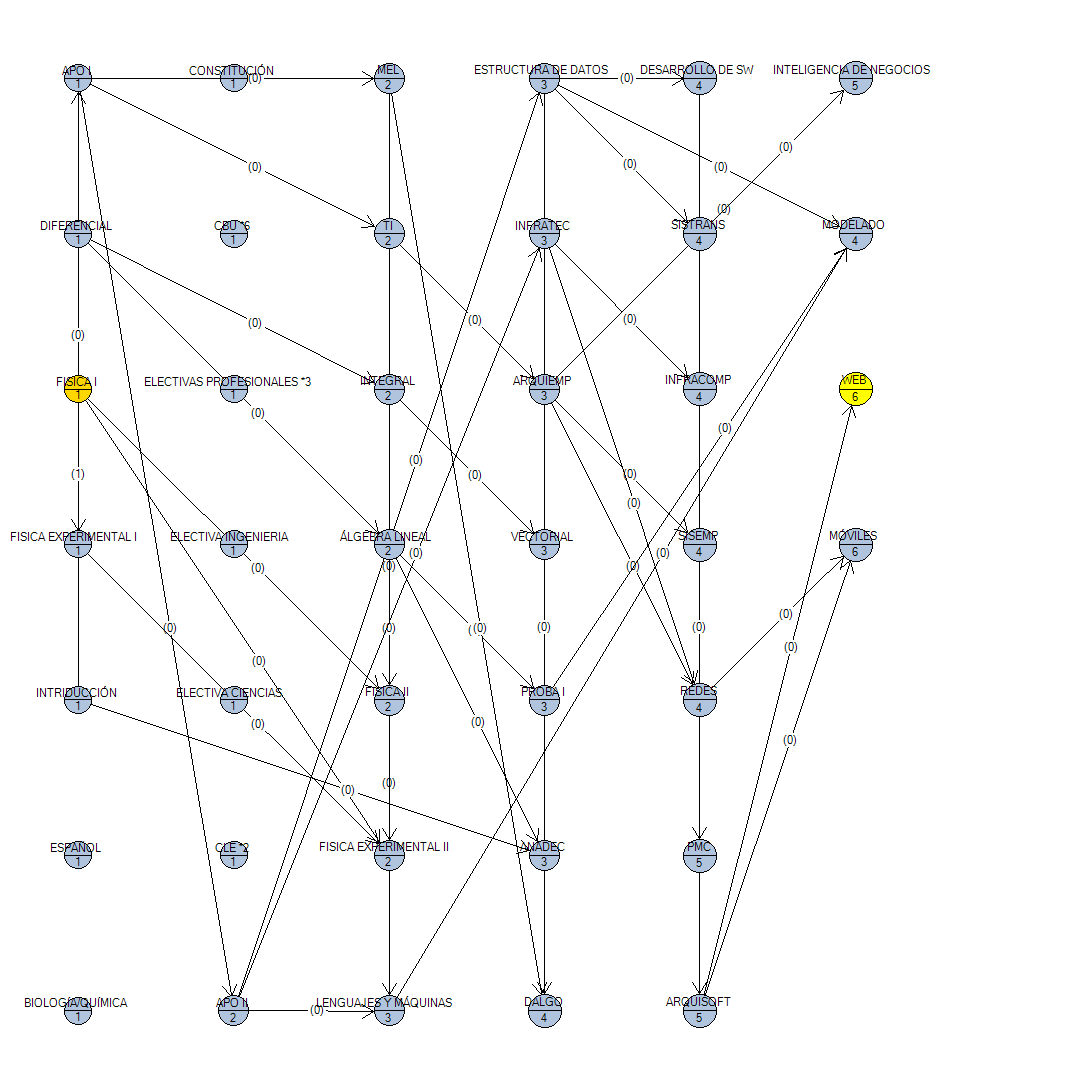 APO I
1
CONSTITUCIÓN
1
(0)
MEL
2
ESTRUCTURA DE DATOS
3
(0)
DESARROLLO DE SW
4
INTELIGENCIA DE NEGOCIOS
5
(0)
(0)
(0)
(0)
(0)
DIFERENCIAL
1
CBU *6
1
TI
2
INFRATEC
3
SISTRANS
4
MODELADO
4
(0)
(0)
(0)
(0)
FISICA I
1
ELECTIVAS PROFESIONALES *3
1
INTEGRAL
2
ARQUIEMP
3
INFRACOMP
4
WEB
6
(0)
(0)
(1)
(0)
(0)
(0)
(0)
FISICA EXPERIMENTAL I
1
ELECTIVA INGENIERIA
1
ÁLGEBRA LINEAL
2
VECTORIAL
3
SISEMP
4
MÓVILES
6
(0)
(0)
(0)
(0)
(0)
(0)
(0)
(0)
(0)
(0)
(0)
(0)
(0)
(0)
INTRIDUCCIÓN
1
ELECTIVA CIENCIAS
1
FISICA II
2
PROBA I
3
REDES
4
(0)
(0)
(0)
(0)
(0)
ESPAÑOL
1
CLE *2
1
FISICA EXPERIMENTAL II
2
ANADEC
3
PMC
5
BIOLOGÍA/QUÍMICA
1
APO II
2
(0)
LENGUAJES Y MÁQUINAS
3
DALGO
4
ARQUISOFT
5